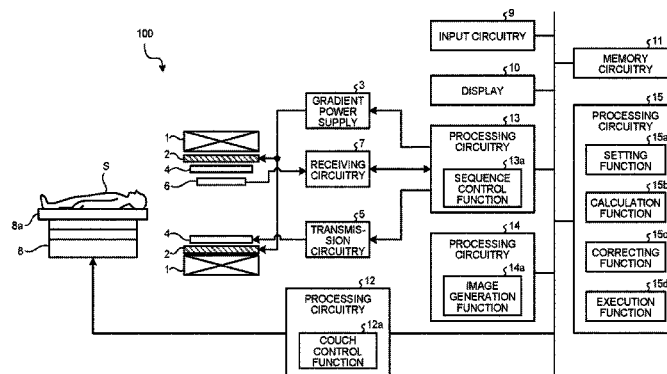 100
9
INPUT CIRCUITRY
11
MEMORY
CIRCUITRY
10
DISPLAY
3
GRADIENT
POWER
SUPPLY
13
PROCESSING
CIRCUITRY
13a
SEQUENCE
CONTROL
FUNCTION
15
PROCESSING
CIRCUITRY
15a
SETTING
FUNCTION
15b
CALCULATION
FUNCTION
15c
CORRECTING
FUNCTION
15d
EXECUTION
FUNCTION
1
2
4
6
7
RECEIVING
CIRCUITRY
S
8a
8
4
2
1
5
TRANSMIS-
SION
CIRCUITRY
14
PROCESSING
CIRCUITRY
14a
IMAGE
GENERATION
FUNCTION
12
PROCESSING
CIRCUITRY
12a
COUCH
CONTROL
FUNCTION